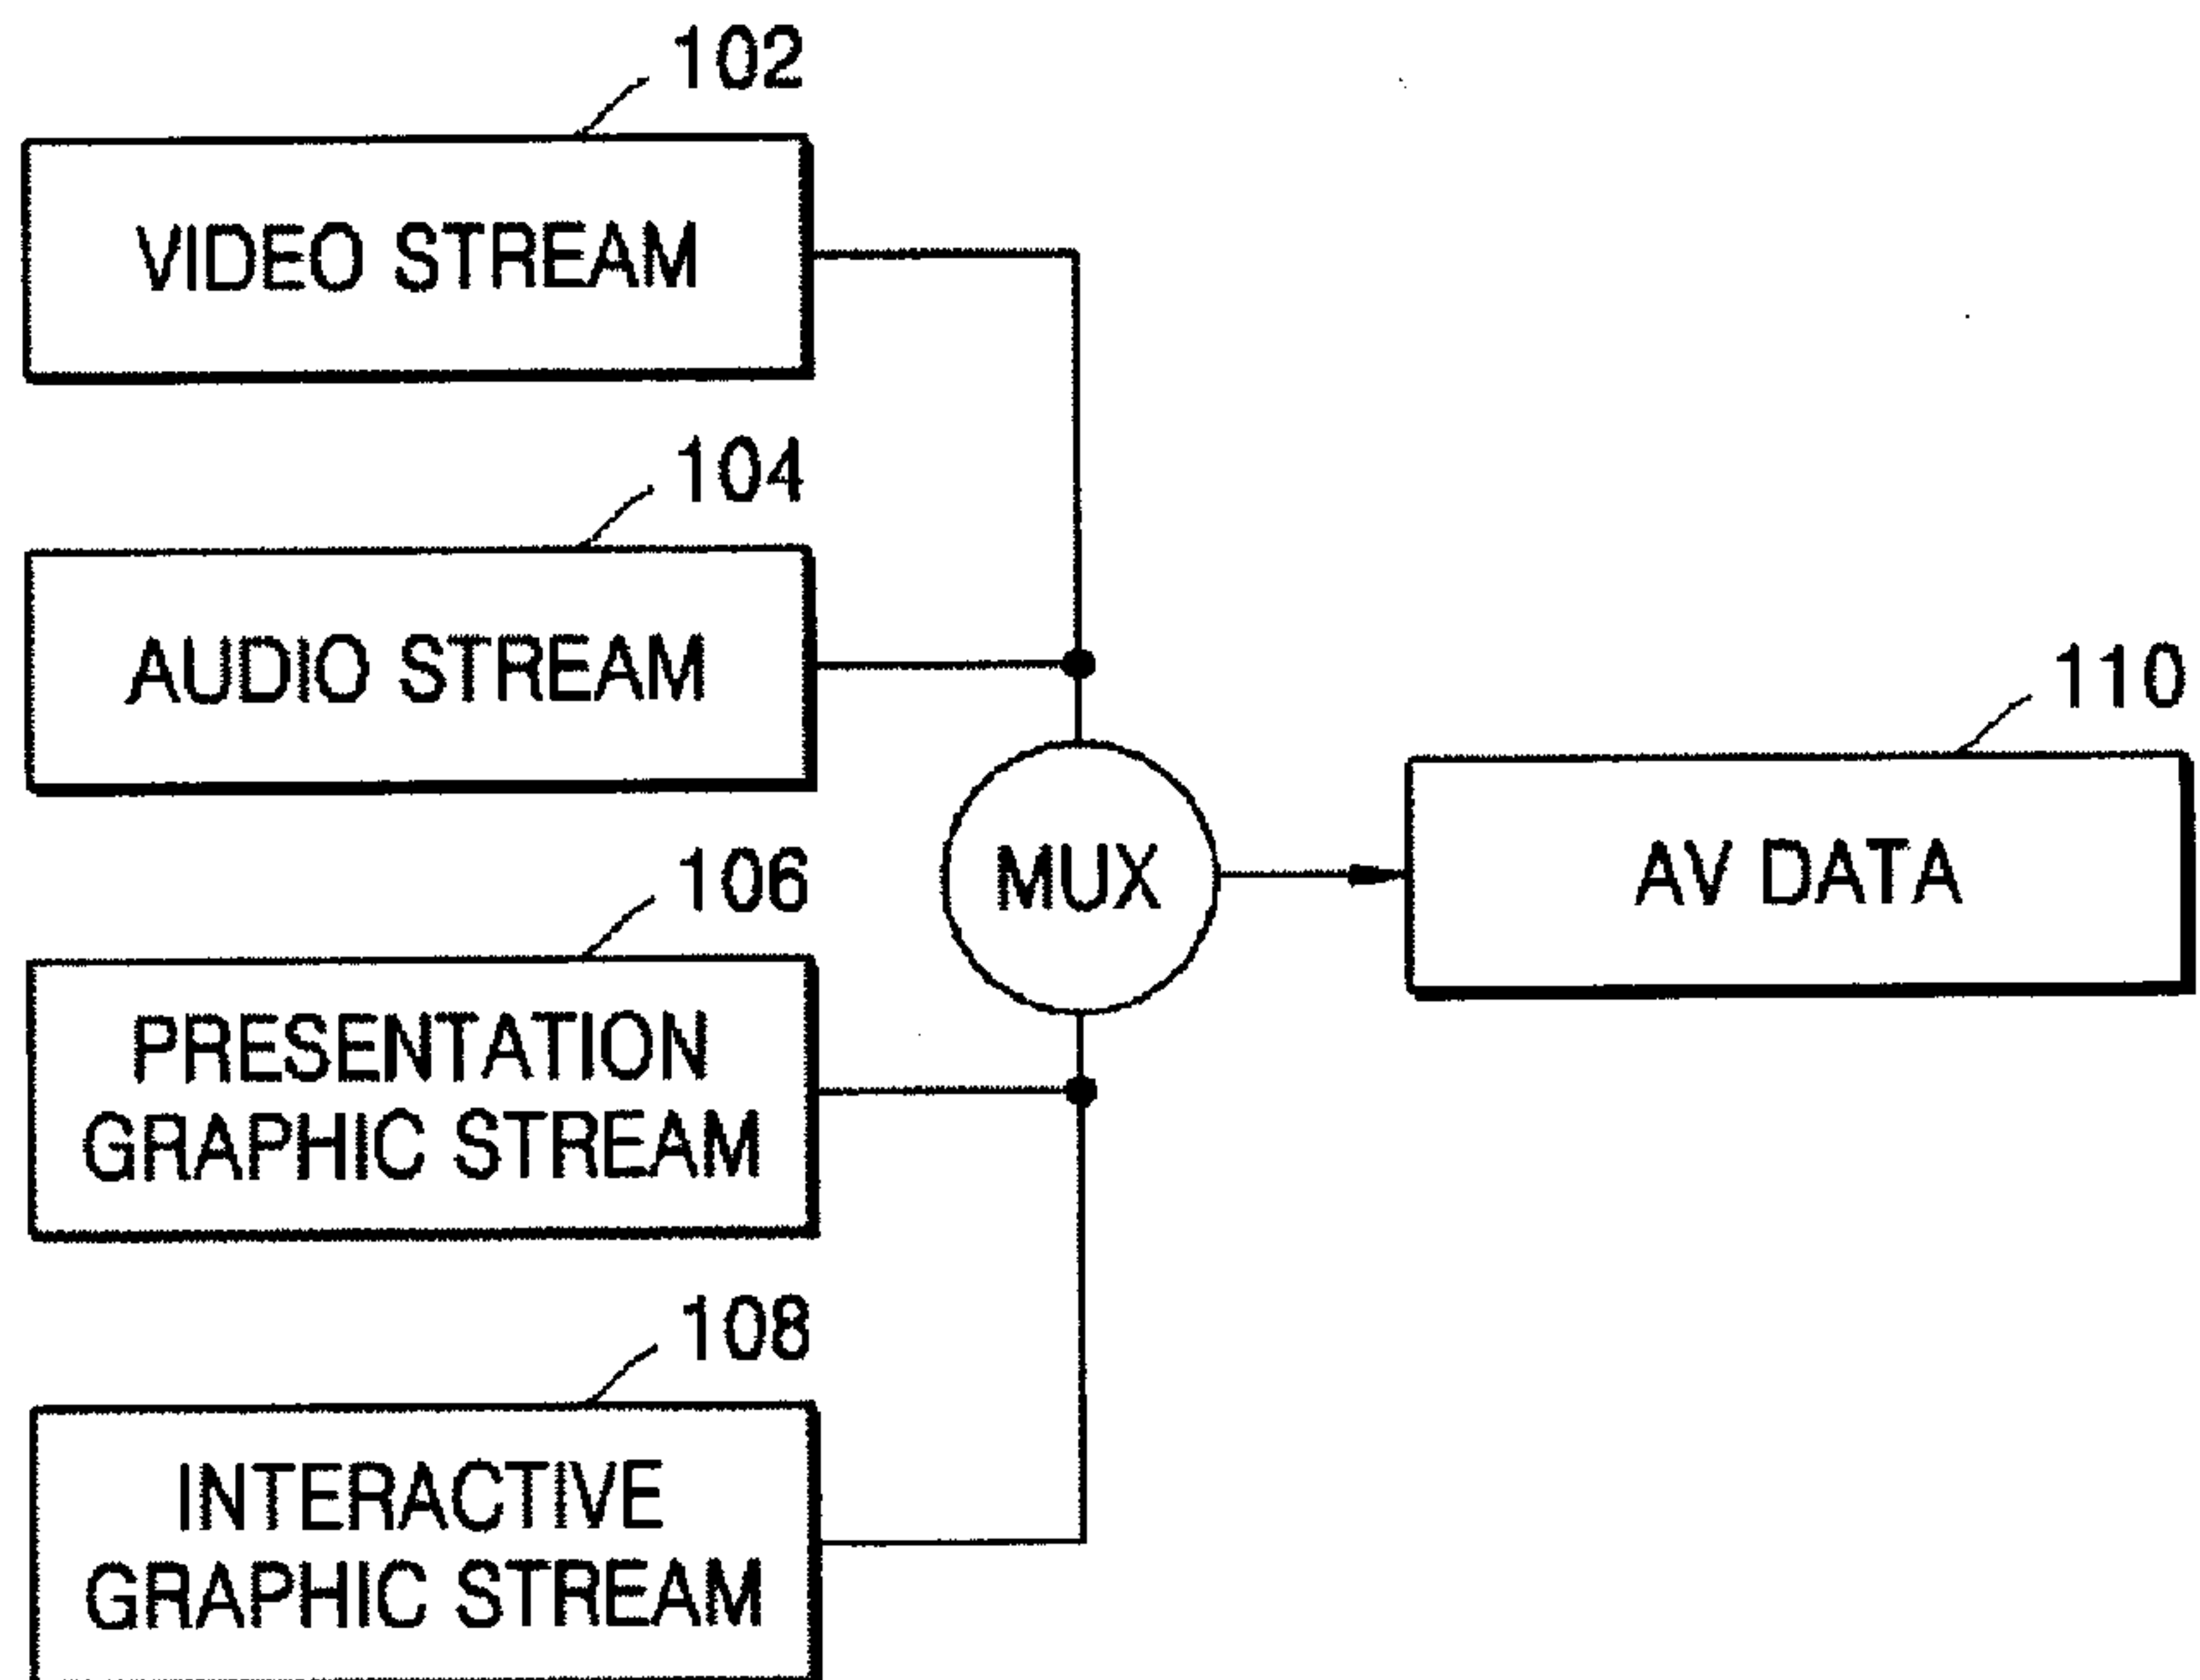 102
VIDEO STREAM
104
AUDIO STREAM
106
PRESENTATION
GRAPHIC STREAM
108
INTERACTIVE
GRAPHIC STREAM
MUX
110
AV DATA